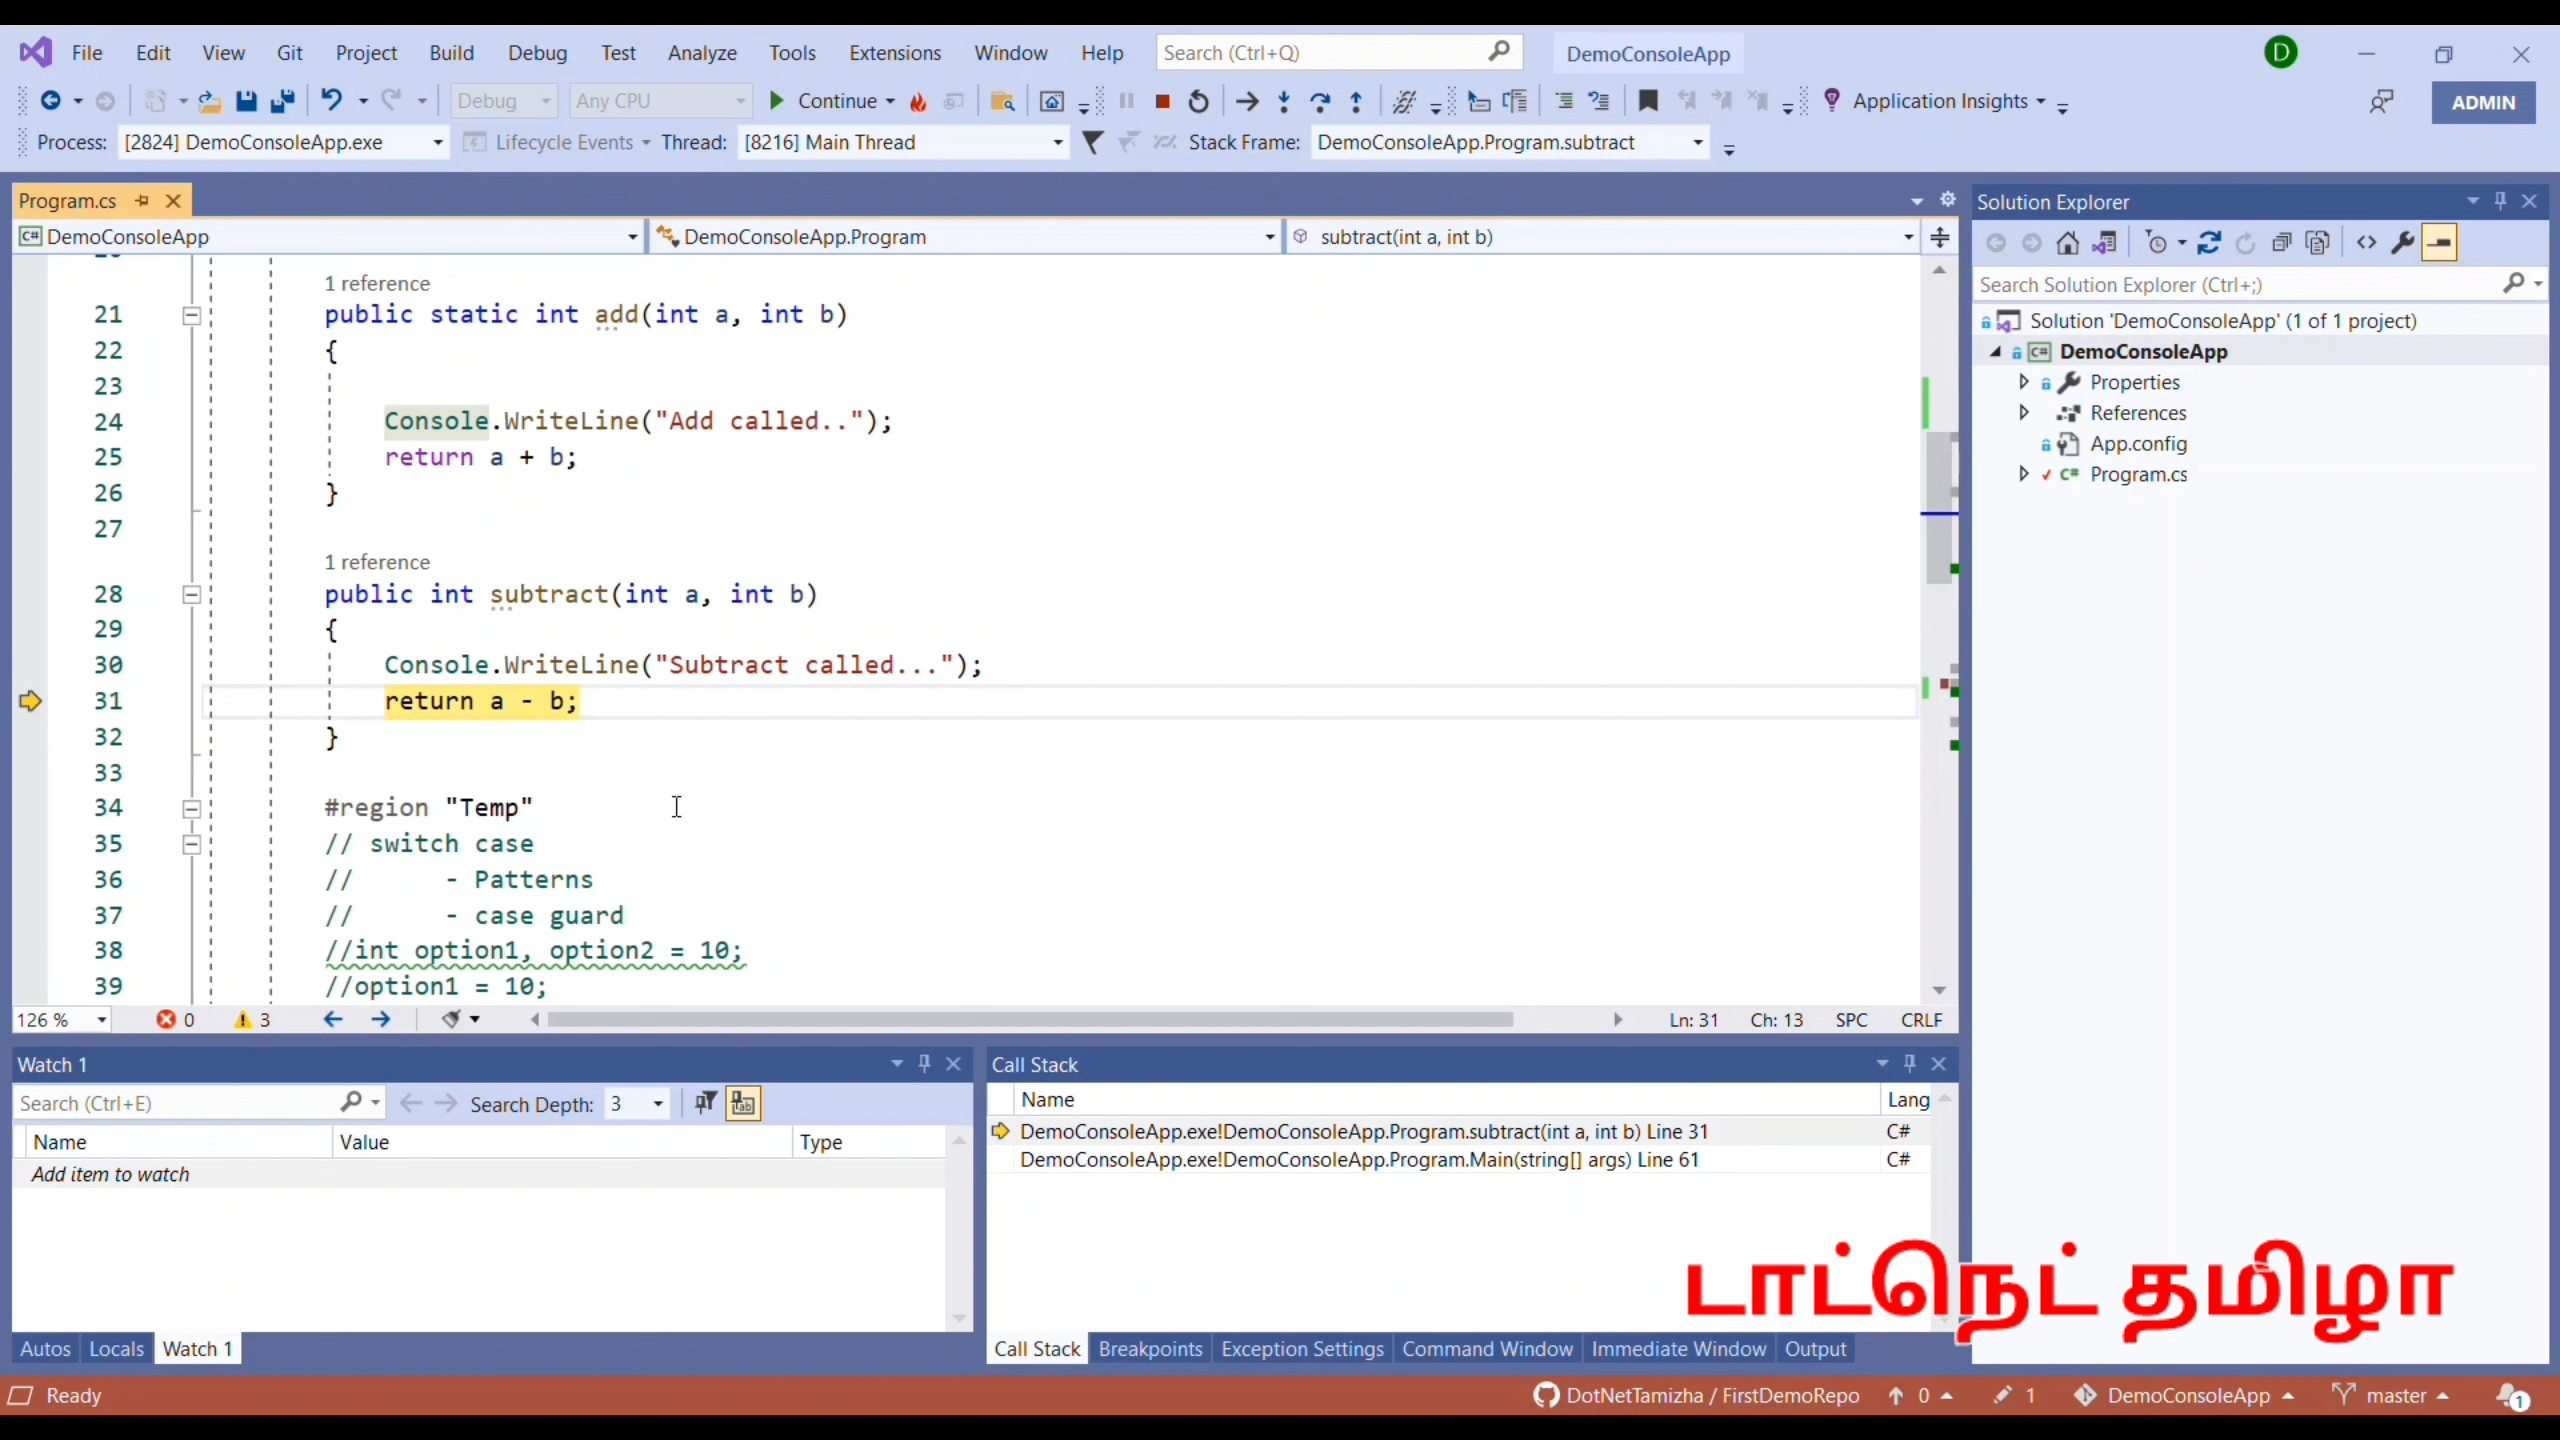 File Edit View Git Project Build Debug Test Analyze Tools Extensions Window Help Search (Ctrl+Q) DemoConsoleApp D
Debug Any CPU Continue Application Insights ADMIN
Process: [2824] DemoConsoleApp.exe Lifecycle Events Thread: [8216] Main Thread Stack Frame: DemoConsoleApp.Program.subtract
Program.cs
C# DemoConsoleApp DemoConsoleApp.Program subtract(int a, int b)
1 reference
21 public static int add(int a, int b)
22 {
23
24 Console.WriteLine("Add called..");
25 return a + b;
26 }
27
1 reference
28 public int subtract(int a, int b)
29 {
30 Console.WriteLine("Subtract called...");
31 return a - b;
32 }
33
34 #region "Temp"
35 // switch case
36 // - Patterns
37 // - case guard
38 //int option1, option2 = 10;
39 //option1 = 10;
126 % 0 3 Ln: 31 Ch: 13 SPC CRLF
Solution Explorer
Search Solution Explorer (Ctrl+;)
Solution 'DemoConsoleApp' (1 of 1 project)
C# DemoConsoleApp
Properties
References
App.config
C# Program.cs
Watch 1
Search (Ctrl+E) Search Depth: 3
Name Value Type
Add item to watch
Autos Locals Watch 1
Call Stack
Name Lang
DemoConsoleApp.exe!DemoConsoleApp.Program.subtract(int a, int b) Line 31 C#
DemoConsoleApp.exe!DemoConsoleApp.Program.Main(string[] args) Line 61 C#
டாட்நெட் தமிழா
Call Stack Breakpoints Exception Settings Command Window Immediate Window Output
Ready DotNetTamizha / FirstDemoRepo 0 1 DemoConsoleApp master 1